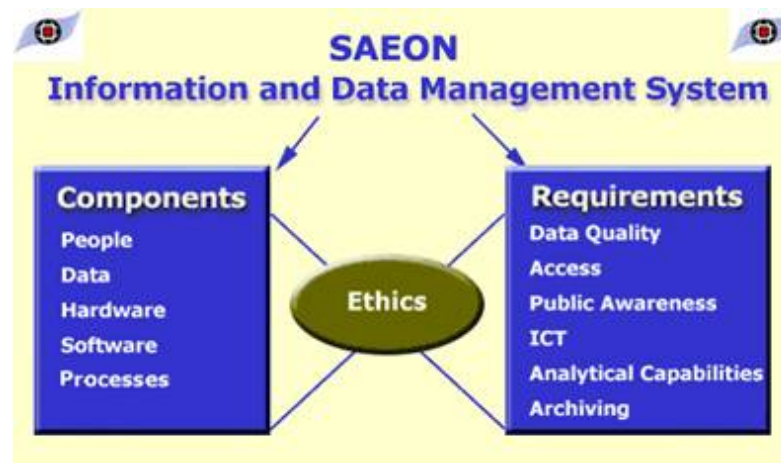 SAEON
Information and Data Management System
Components
People
Data
Hardware
Software
Processes
Ethics
Requirements
Data Quality
Access
Public Awareness
ICT
Analytical Capabilities
Archiving